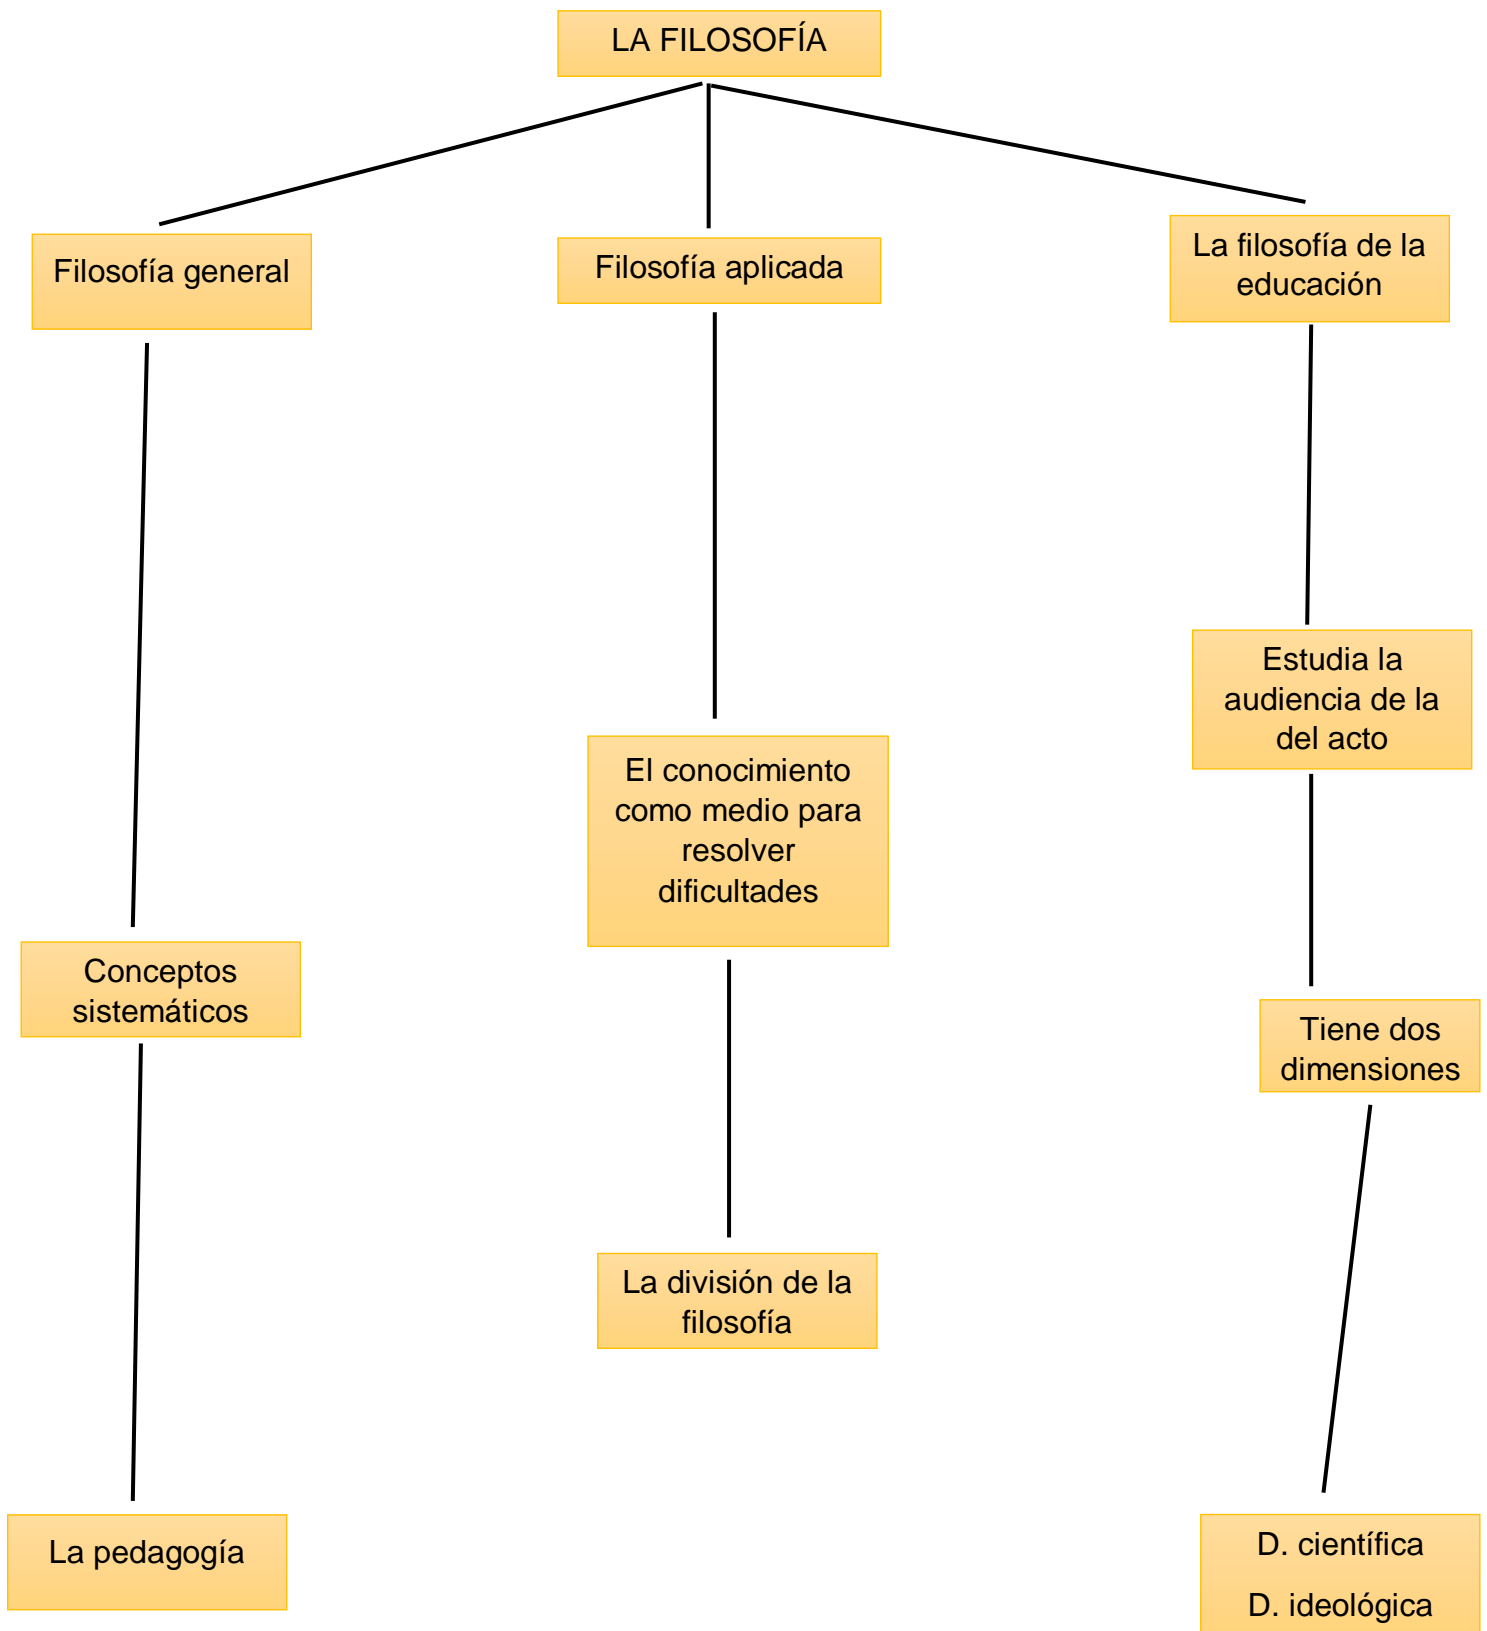 LA FILOSOFÍA
Filosofía general
Filosofía aplicada
La filosofía de la
educación
Estudia la
audiencia de la
del acto
El conocimiento
como medio para
resolver
dificultades
Conceptos
sistemáticos
Tiene dos
dimensiones
La división de la
filosofía
La pedagogía
D. científica
D. ideológica